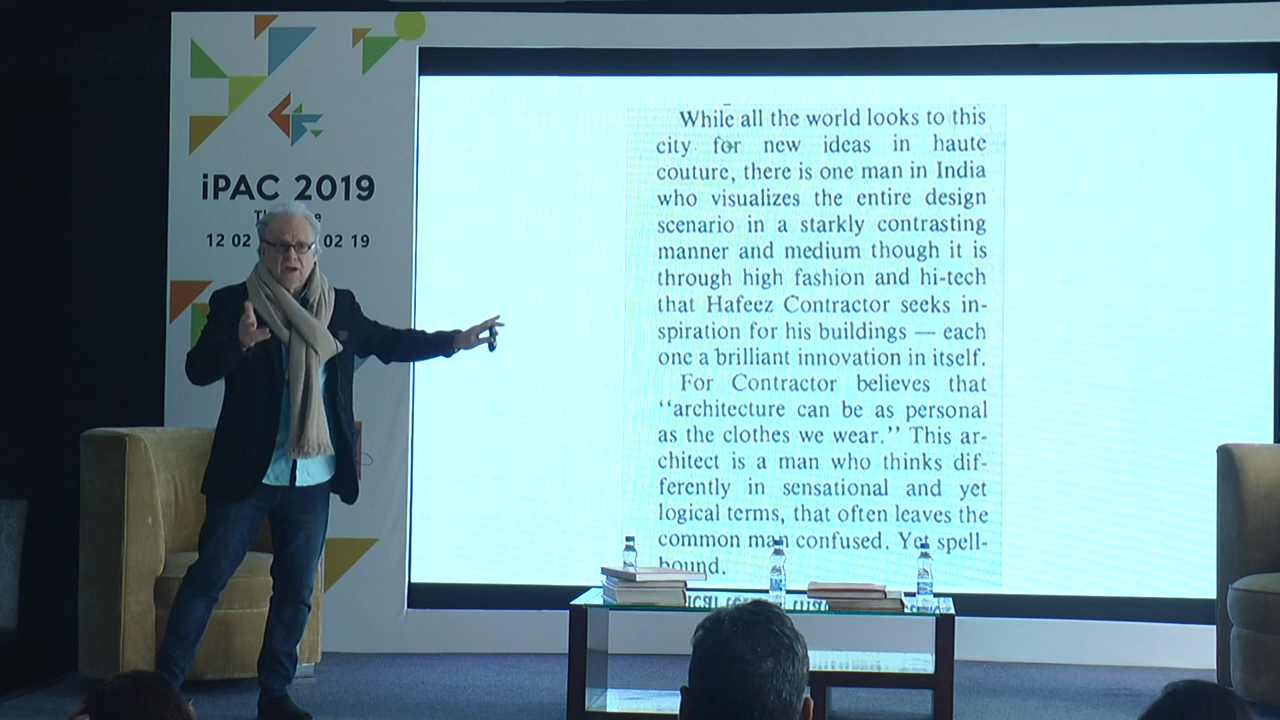 iPAC 2019
12 02
02 19
While all the world looks to this
city for new ideas in haute
couture, there is one man in India
who visualizes the entire design
scenario in a starkly contrasting
manner and medium though it is
through high fashion and hi-tech
that Hafeez Contractor seeks in-
spiration for his buildings — each
one a brilliant innovation in itself.
For Contractor believes that
“architecture can be as personal
as the clothes we wear.” This ar-
chitect is a man who thinks dif-
ferently in sensational and yet
logical terms, that often leaves the
common man confused. Yet spell-
bound.